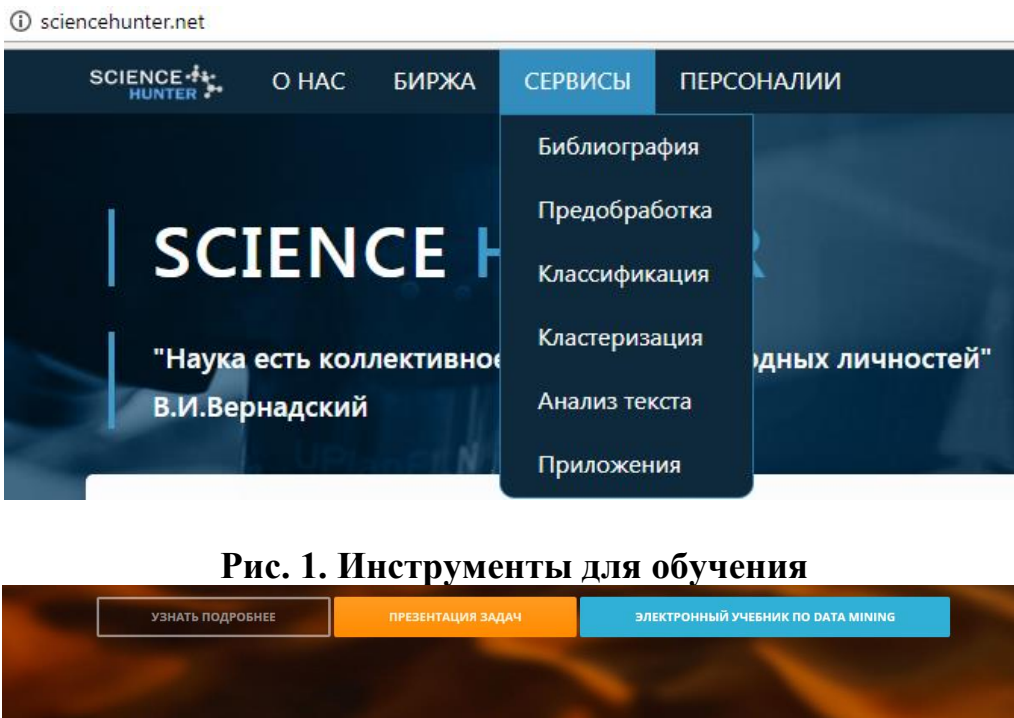 sciencehunter.net
SCIENCE HUNTER О НАС БИРЖА СЕРВИСЫ ПЕРСОНАЛИИ
Библиография
Предобработка
Классификация
Кластеризация
Анализ текста
Приложения
SCIENCE
"Наука есть коллективное личностей"
В.И.Вернадский
Рис. 1. Инструменты для обучения
УЗНАТЬ ПОДРОБНЕЕ ПРЕЗЕНТАЦИЯ ЗАДАЧ ЭЛЕКТРОННЫЙ УЧЕБНИК ПО DATA MINING